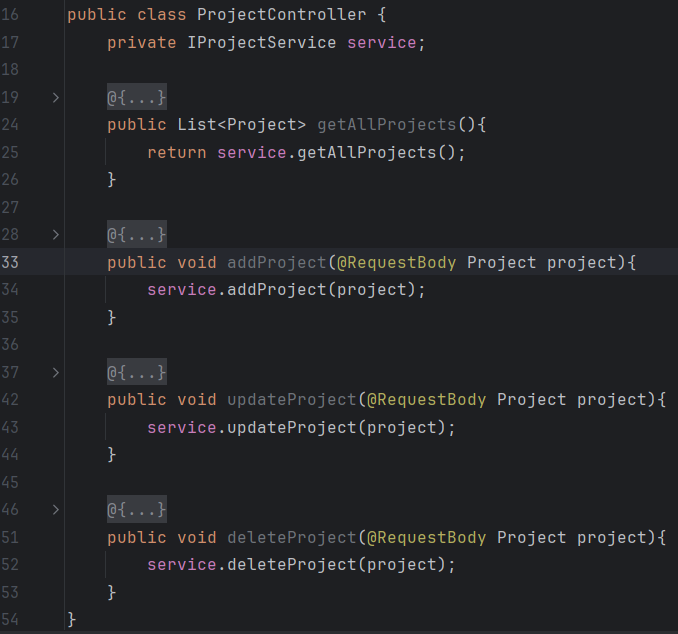 16 public class ProjectController {
17     private IProjectService service;
18
19     @{...}
24     public List<Project> getAllProjects(){
25         return service.getAllProjects();
26     }
27
28     @{...}
33     public void addProject(@RequestBody Project project){
34         service.addProject(project);
35     }
36
37     @{...}
42     public void updateProject(@RequestBody Project project){
43         service.updateProject(project);
44     }
45
46     @{...}
51     public void deleteProject(@RequestBody Project project){
52         service.deleteProject(project);
53     }
54 }